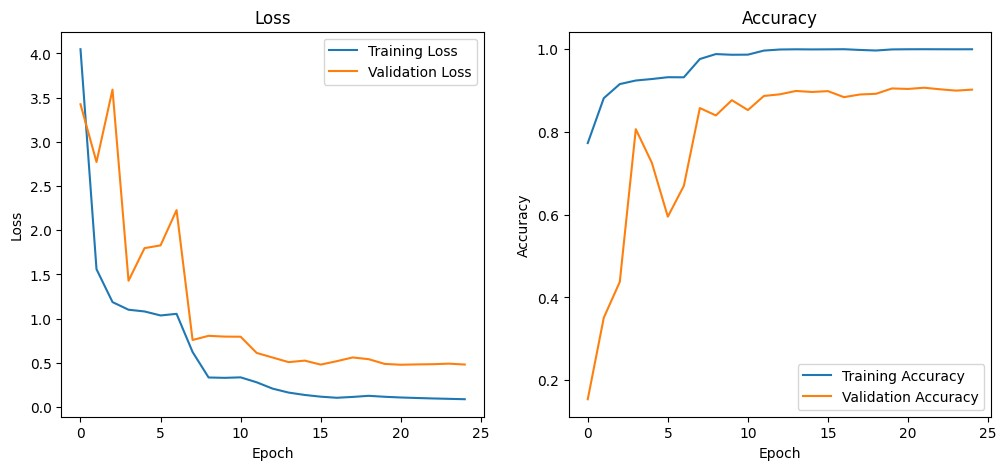 Loss
4.0
3.5
3.0
2.5
2.0
1.5
1.0
0.5
0.0
Loss
0 5 10 15 20 25
Epoch
Training Loss
Validation Loss
Accuracy
1.0
0.8
0.6
0.4
0.2
Accuracy
0 5 10 15 20 25
Epoch
Training Accuracy
Validation Accuracy